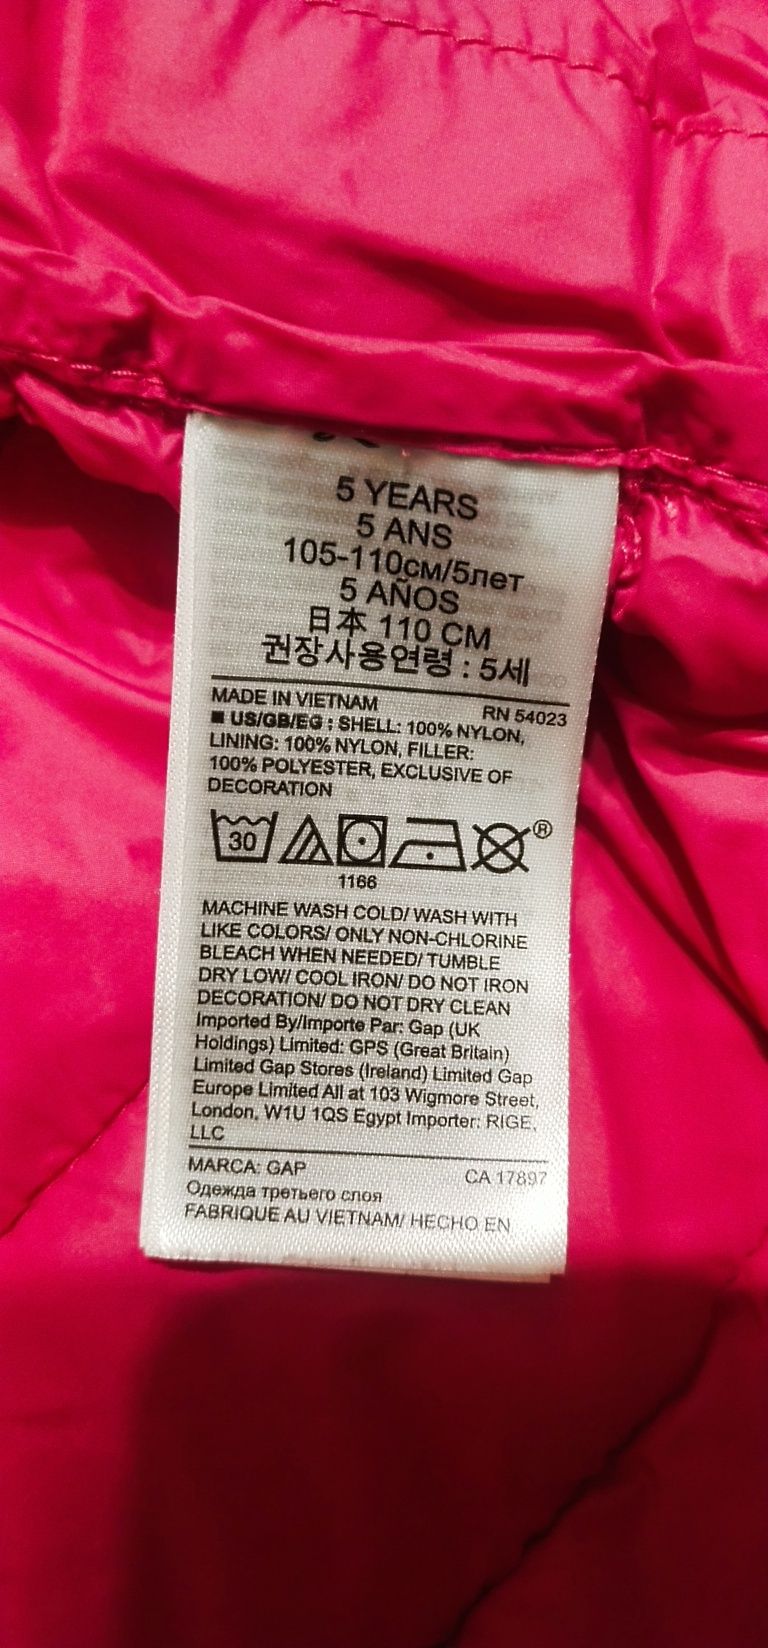 5 YEARS
5 ANS
105-110см/5лет
5 AÑOS
日本 110 CM
권장사용연령 : 5세
MADE IN VIETNAM RN 54023
■ US/GB/EG : SHELL: 100% NYLON,
LINING: 100% NYLON, FILLER:
100% POLYESTER, EXCLUSIVE OF
DECORATION
30 ®
1166
MACHINE WASH COLD/ WASH WITH
LIKE COLORS/ ONLY NON-CHLORINE
BLEACH WHEN NEEDED/ TUMBLE
DRY LOW/ COOL IRON/ DO NOT IRON
DECORATION/ DO NOT DRY CLEAN
Imported By/Importe Par: Gap (UK
Holdings) Limited: GPS (Great Britain)
Limited Gap Stores (Ireland) Limited Gap
Europe Limited All at 103 Wigmore Street,
London, W1U 1QS Egypt Importer: RIGE,
LLC
MARCA: GAP CA 17897
Одежда третьего слоя
FABRIQUE AU VIETNAM/ HECHO EN